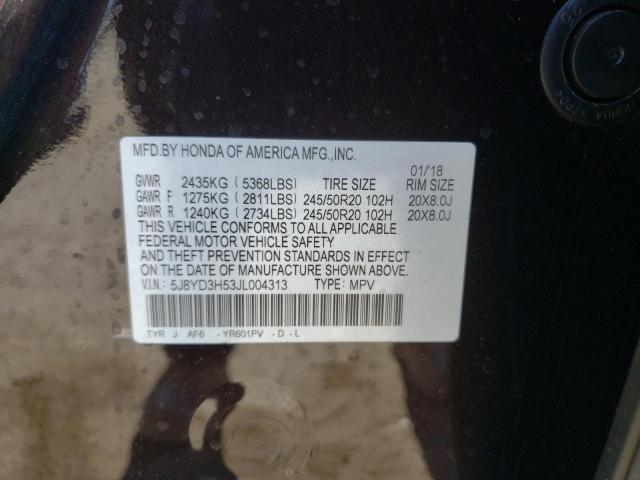 MFD.BY HONDA OF AMERICA MFG.,INC.
01/18
GVWR 2435KG (5368LBS) TIRE SIZE RIM SIZE
GAWR F 1275KG (2811LBS) 245/50R20 102H 20X8.0J
GAWR R 1240KG (2734LBS) 245/50R20 102H 20X8.0J
THIS VEHICLE CONFORMS TO ALL APPLICABLE
FEDERAL MOTOR VEHICLE SAFETY
AND THEFT PREVENTION STANDARDS IN EFFECT
ON THE DATE OF MANUFACTURE SHOWN ABOVE.
V.I.N.: 5J8YD3H53JL004313 TYPE: MPV
TYR J AF6 -YR601PV -D-L